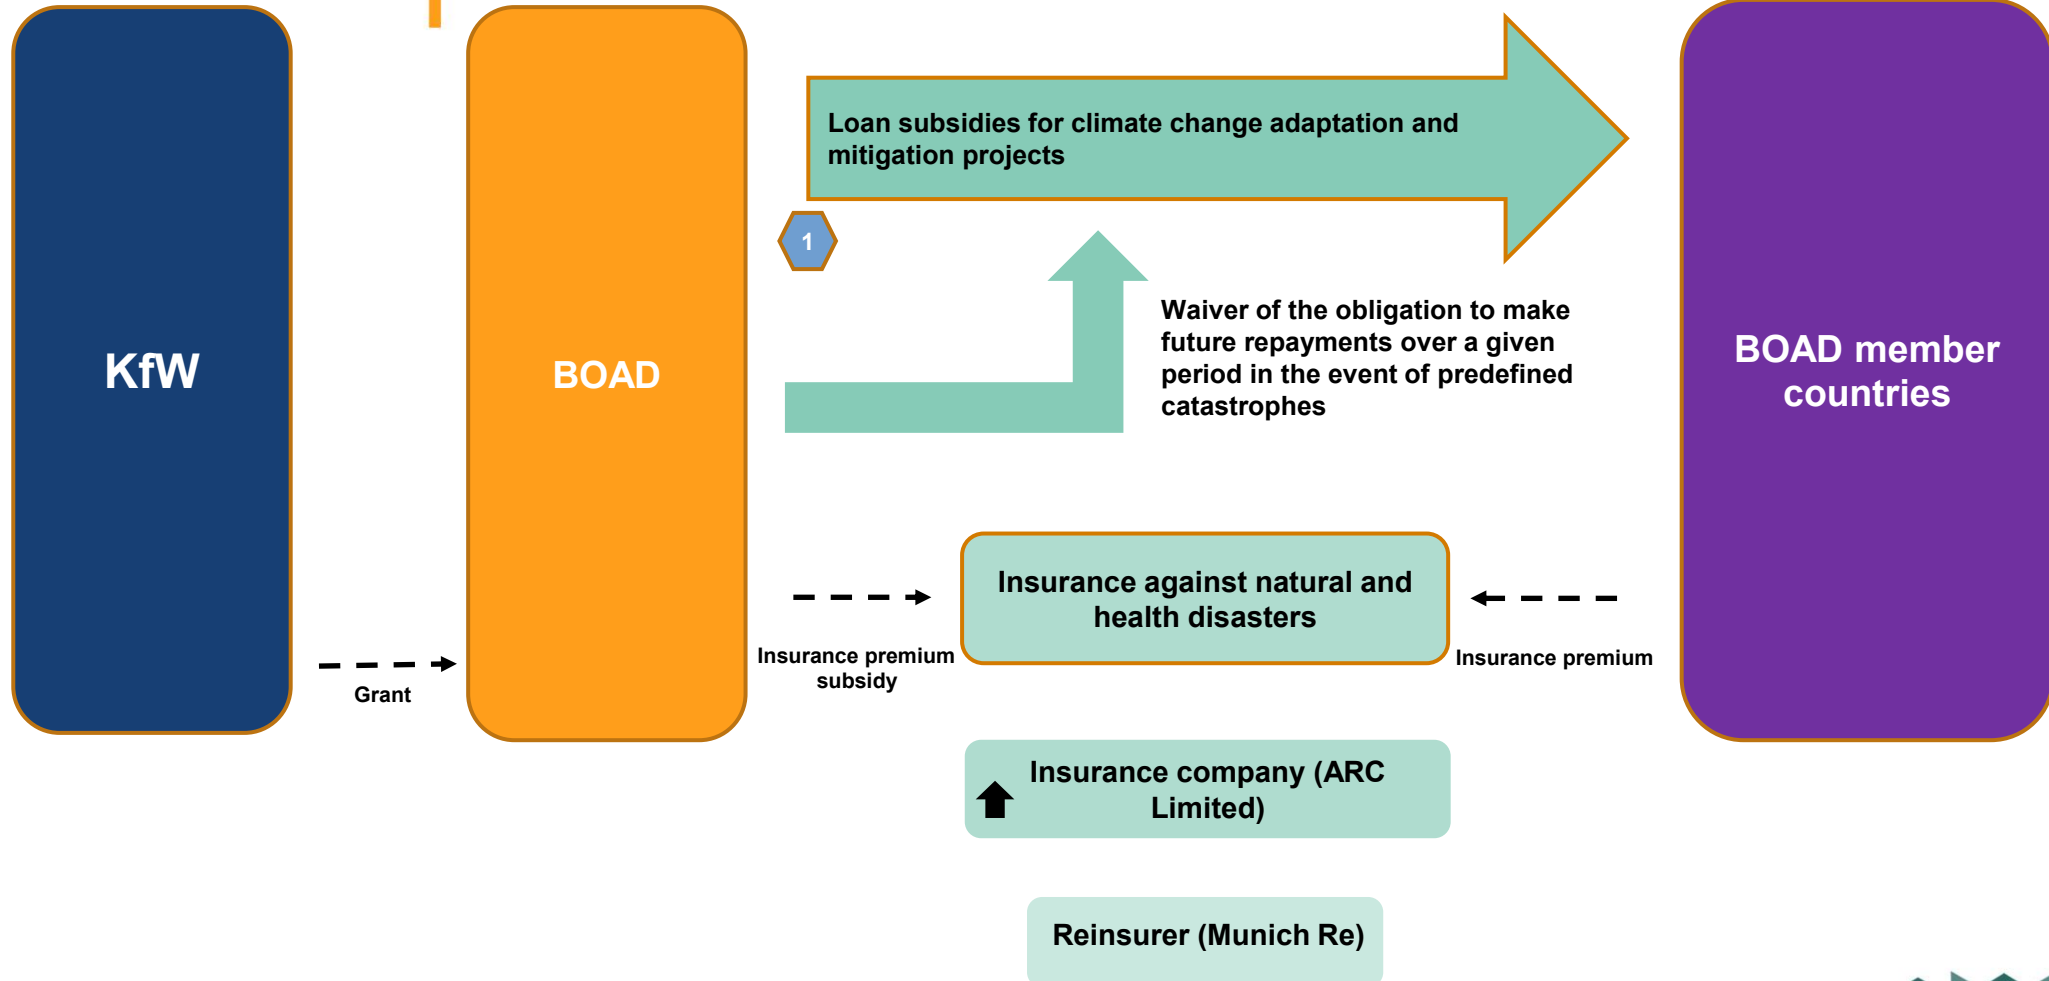 KfW
BOAD
Loan subsidies for climate change adaptation and
mitigation projects
1
Waiver of the obligation to make
future repayments over a given
period in the event of predefined
catastrophes
BOAD member
countries
Insurance against natural and
health disasters
Grant
Insurance premium
subsidy
Insurance premium
Insurance company (ARC
Limited)
Reinsurer (Munich Re)